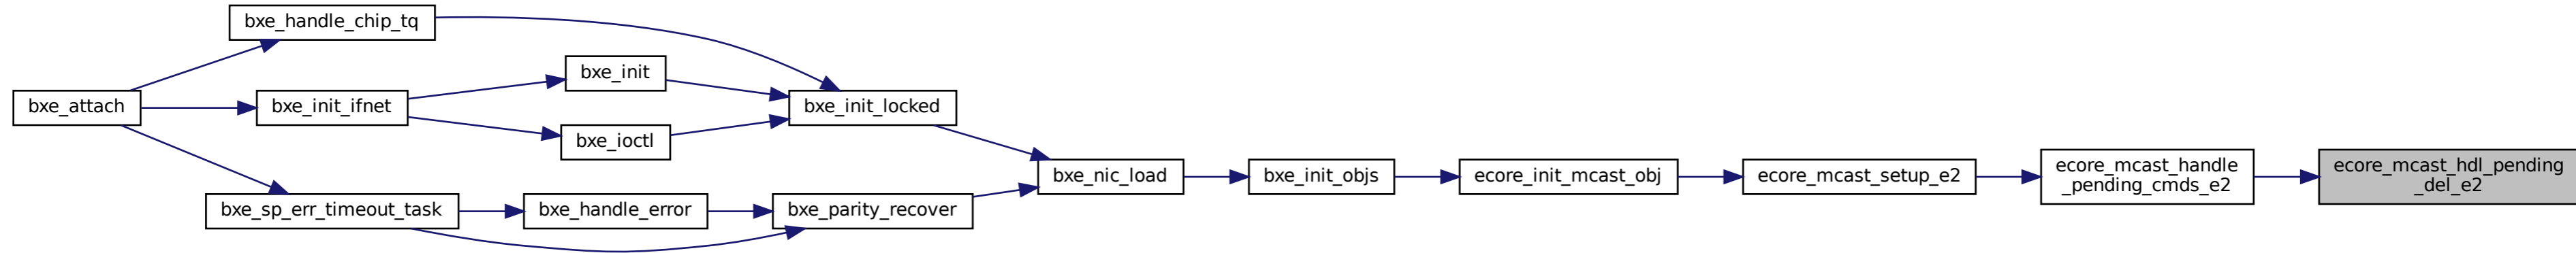 bxe_handle_chip_tq
bxe_init
bxe_attach
bxe_init_ifnet
bxe_init_locked
bxe_ioctl
bxe_nic_load
bxe_init_objs
ecore_init_mcast_obj
ecore_mcast_setup_e2
ecore_mcast_handle
_pending_cmds_e2
ecore_mcast_hdl_pending
_del_e2
bxe_sp_err_timeout_task
bxe_handle_error
bxe_parity_recover